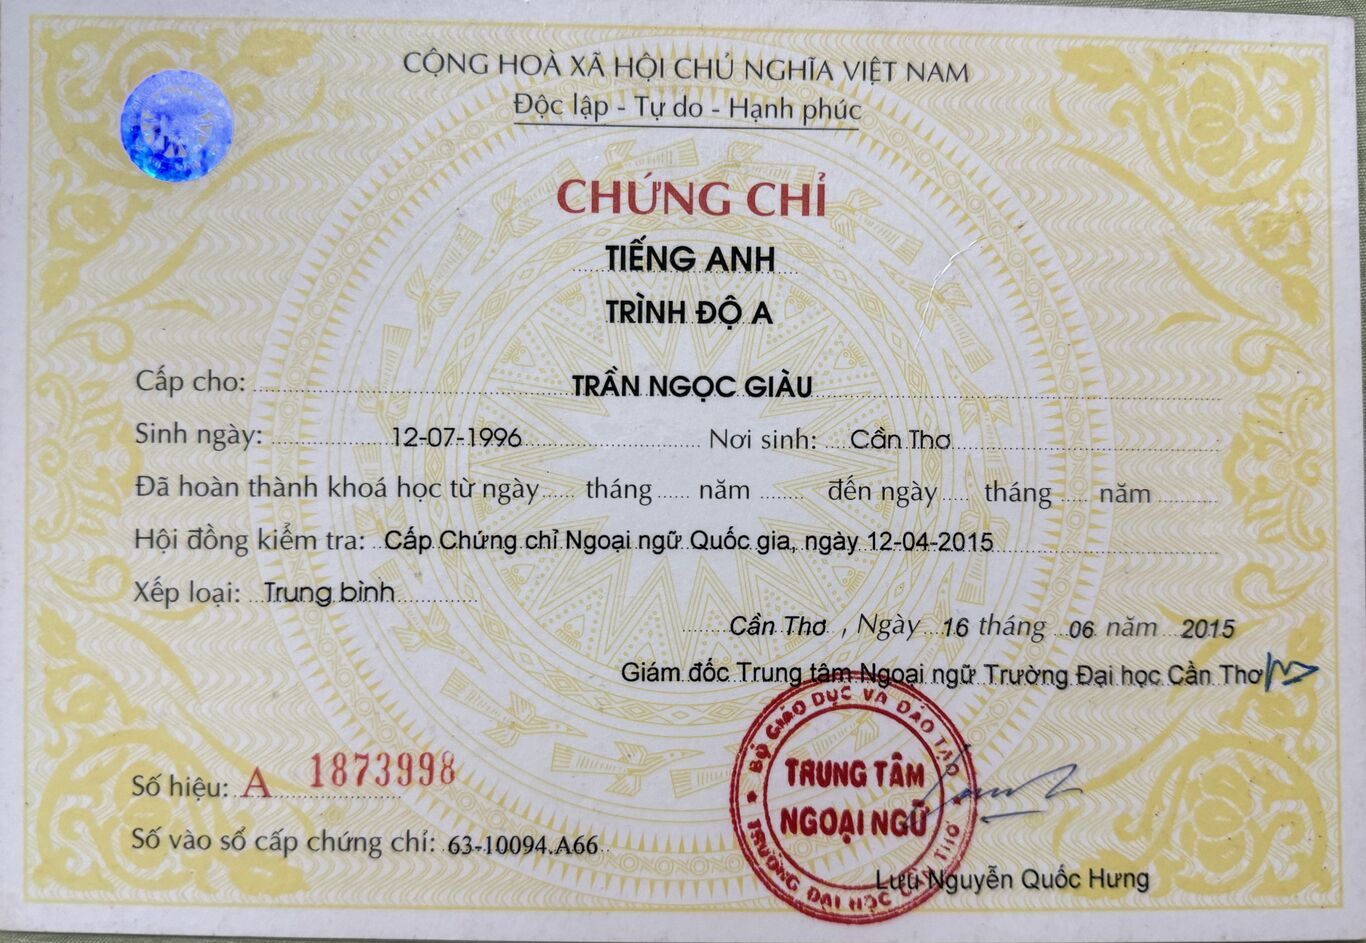 CỘNG HOÀ XÃ HỘI CHỦ NGHĨA VIỆT NAM
Độc lập - Tự do - Hạnh phúc
CHỨNG CHỈ
TIẾNG ANH
TRÌNH ĐỘ A
Cấp cho: TRẦN NGỌC GIÀU
Sinh ngày: 12-07-1996 Nơi sinh: Cần Thơ
Đã hoàn thành khoá học từ ngày tháng năm đến ngày tháng năm
Hội đồng kiểm tra: Cấp Chứng chỉ Ngoại ngữ Quốc gia, ngày 12-04-2015
Xếp loại: Trung bình
Cần Thơ, Ngày 16 tháng 06 năm 2015
Giám đốc Trung tâm Ngoại ngữ Trường Đại học Cần Thơ
BỘ GIÁO DỤC VÀ ĐÀO TẠO
TRUNG TÂM
NGOẠI NGỮ
TRƯỜNG ĐẠI HỌC CẦN THƠ
Số hiệu: A 1873998
Số vào sổ cấp chứng chỉ: 63-10094.A66
Lưu Nguyễn Quốc Hưng